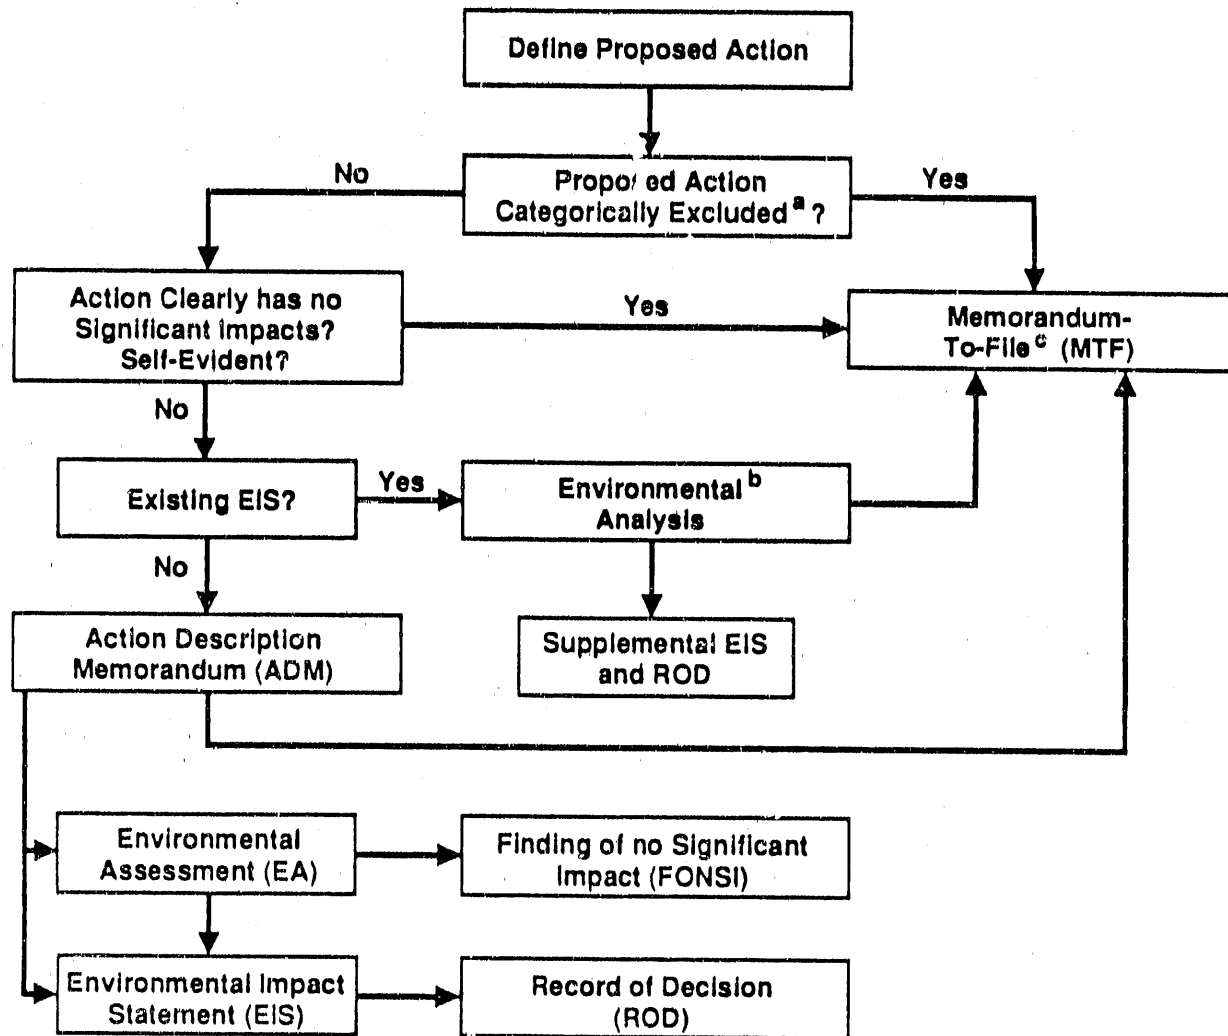 Define Proposed Action
No
Proposed Action
Categorically Excluded a ?
Yes
Action Clearly has no
Significant Impacts?
Self-Evident?
Yes
Memorandum-
To-File c (MTF)
No
Existing EIS?
Yes
Environmental b
Analysis
No
Action Description
Memorandum (ADM)
Supplemental EIS
and ROD
Environmental
Assessment (EA)
Finding of no Significant
Impact (FONSI)
Environmental Impact
Statement (EIS)
Record of Decision
(ROD)